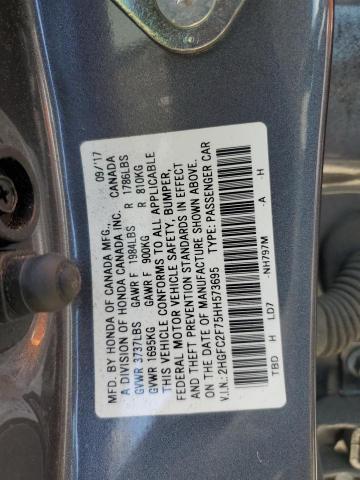 MFD. BY HONDA OF CANADA MFG., 09/'17
A DIVISION OF HONDA CANADA INC. CANADA
GVWR 3737LBS GAWR F 1984LBS R 1786LBS
GVWR 1695KG GAWR F 900KG R 810KG
THIS VEHICLE CONFORMS TO ALL APPLICABLE
FEDERAL MOTOR VEHICLE SAFETY, BUMPER,
AND THEFT PREVENTION STANDARDS IN EFFECT
ON THE DATE OF MANUFACTURE SHOWN ABOVE.
V.I.N.: 2HGFC2F75HH573695 TYPE: PASSENGER CAR
TBD H LD7 -NH797M -A -H